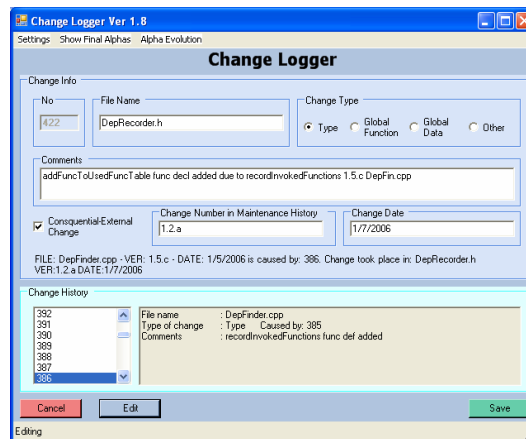 Change Logger Ver 1.8
Settings Show Final Alphas Alpha Evolution
Change Logger
Change Info
No
File Name
Change Type
422
DepRecorder.h
Type
Global Function
Global Data
Other
Comments
addFuncToUsedFuncTable func decl added due to recordInvokedFunctions 1.5.c DepFin.cpp
Consquential-External Change
Change Number in Maintenance History
Change Date
1.2.a
1/7/2006
FILE: DepFinder.cpp - VER: 1.5.c - DATE: 1/5/2006 is caused by: 386. Change took place in: DepRecorder.h
VER:1.2.a DATE:1/7/2006
Change History
392
391
390
389
388
387
386
File name : DepFinder.cpp
Type of change : Type Caused by: 385
Comments : recordInvokedFunctions func def added
Cancel
Edit
Save
Editing